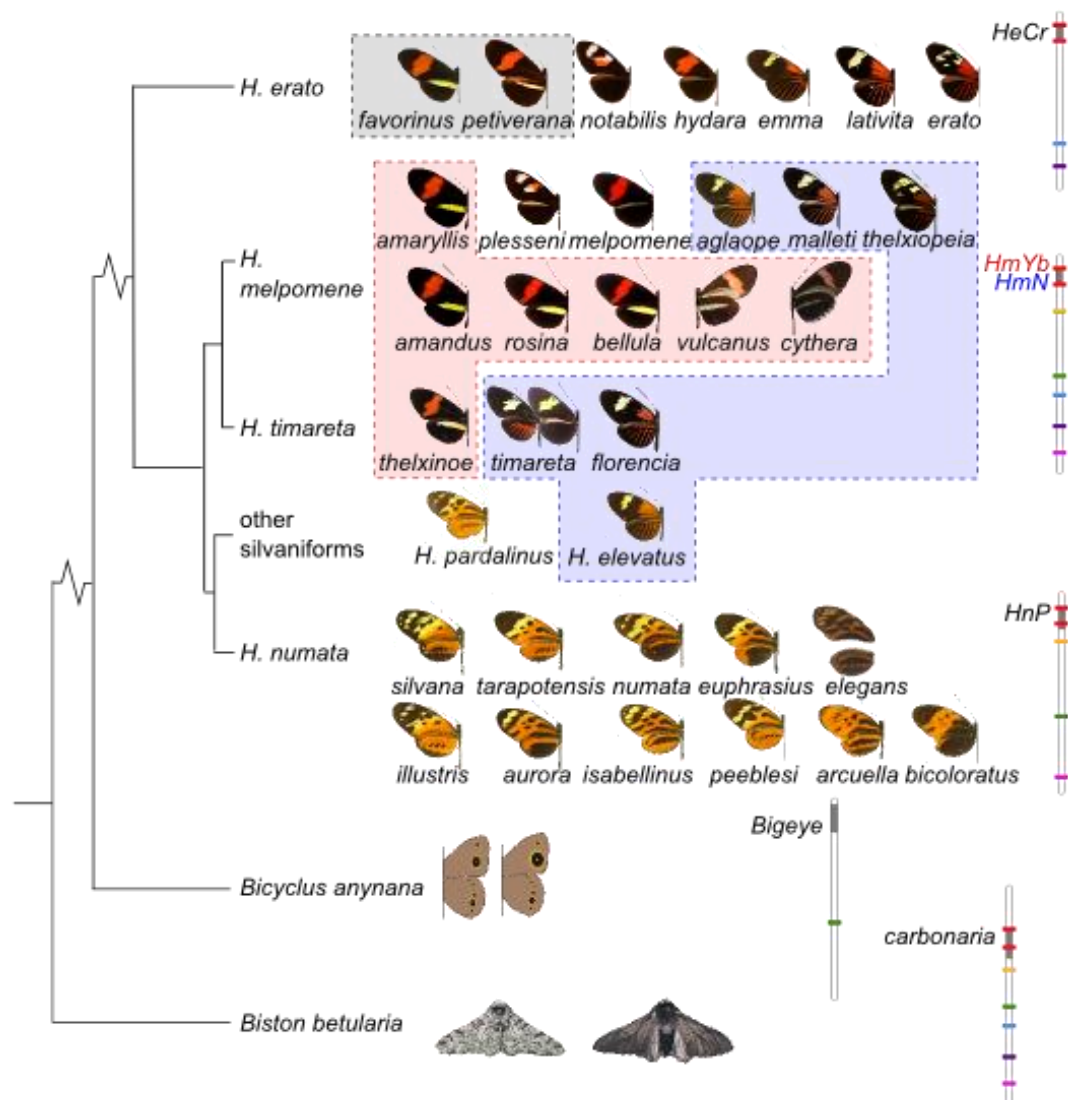 HeCr
H. erato
favorinus petiverana notabilis hydara emma lativita erato
amaryllis plesseni melpomene aglaope malleti thelxiopeia
H.
melpomene
HmYb
HmN
amandus rosina bellula vulcanus cythera
H. timareta
thelxinoe timareta florencia
other
silvaniforms
H. pardalinus H. elevatus
HnP
H. numata
silvana tarapotensis numata euphrasius elegans
illustris aurora isabellinus peeblesi arcuella bicoloratus
Bigeye
Bicyclus anynana
carbonaria
Biston betularia